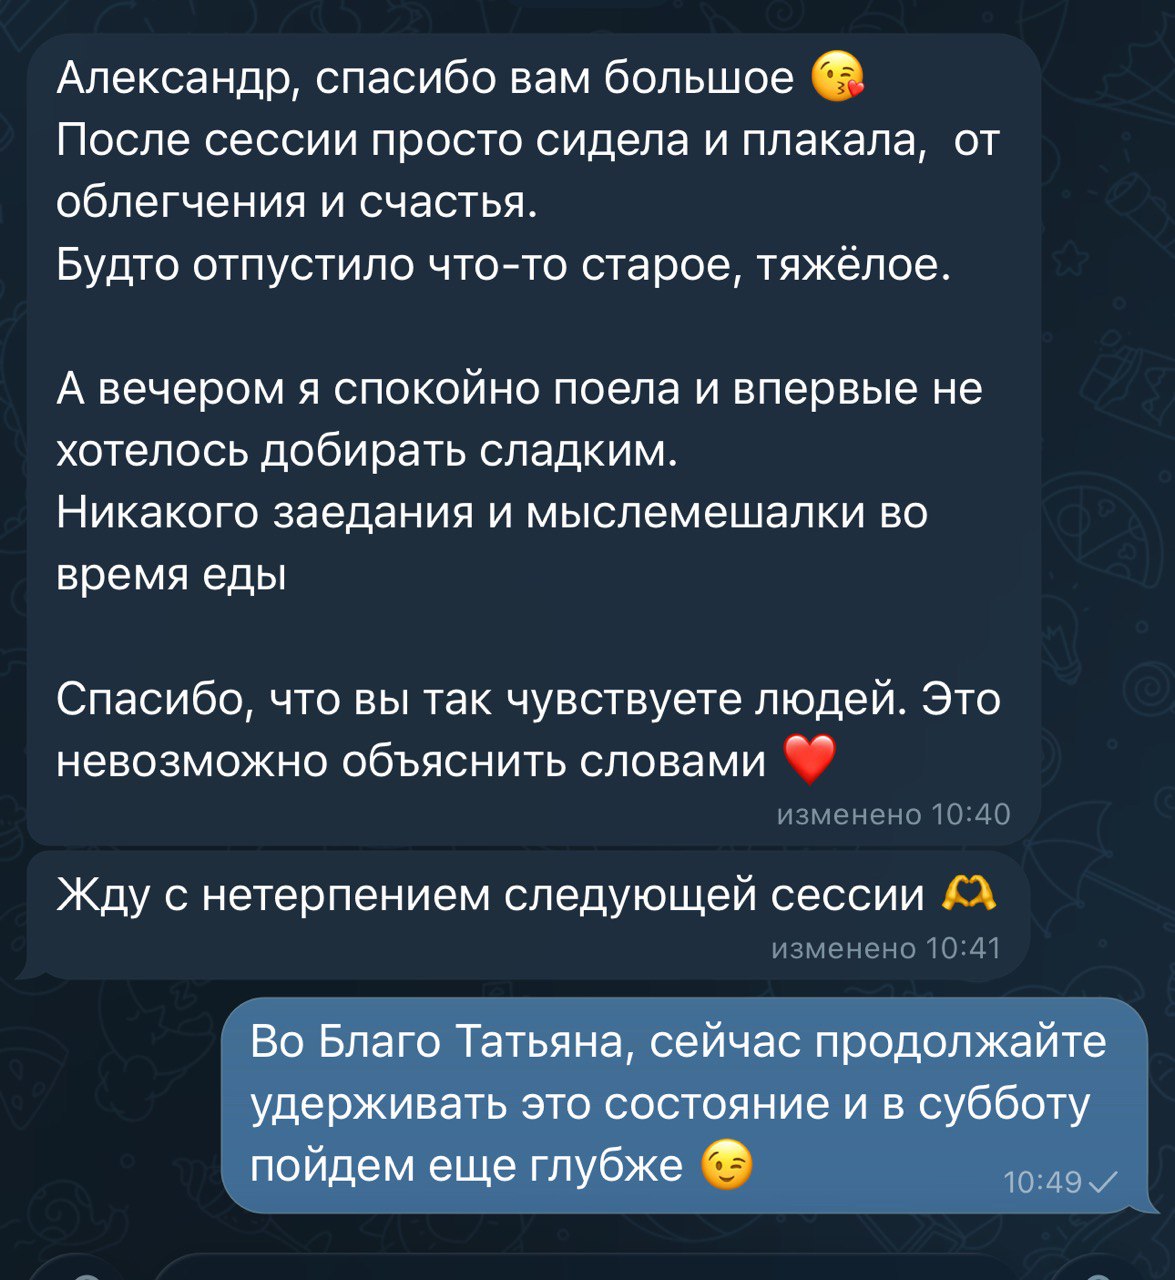 Александр, спасибо вам большое 😘
После сессии просто сидела и плакала,  от
облегчения и счастья.
Будто отпустило что-то старое, тяжёлое.
А вечером я спокойно поела и впервые не
хотелось добирать сладким.
Никакого заедания и мыслемешалки во
время еды
Спасибо, что вы так чувствуете людей. Это
невозможно объяснить словами ❤️
изменено 10:40
Жду с нетерпением следующей сессии 🫶
изменено 10:41
Во Благо Татьяна, сейчас продолжайте
удерживать это состояние и в субботу
пойдем еще глубже 😉
10:49